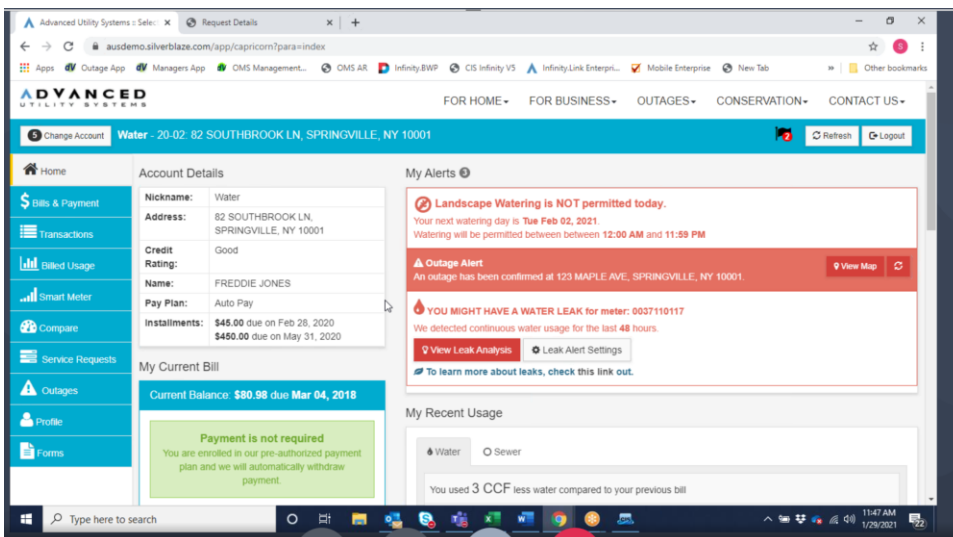 Advanced Utility Systems :: Selec
Request Details
ausdemo.silverblaze.com/app/capricorn?para=index
S
Apps
Outage App
Managers App
OMS Management...
OMS AR
Infinity.BWP
CIS Infinity V5
Infinity.Link Enterpri...
Mobile Enterprise
New Tab
»
Other bookmarks
ADVANCED
UTILITY SYSTEMS
FOR HOME
FOR BUSINESS
OUTAGES
CONSERVATION
CONTACT US
5 Change Account
Water - 20-02: 82 SOUTHBROOK LN, SPRINGVILLE, NY 10001
2
Refresh
Logout
Home
Bills & Payment
Transactions
Billed Usage
Smart Meter
Compare
Service Requests
Outages
Profile
Forms
Account Details
Nickname: Water
Address: 82 SOUTHBROOK LN,
SPRINGVILLE, NY 10001
Credit Good
Rating:
Name: FREDDIE JONES
Pay Plan: Auto Pay
Installments: $45.00 due on Feb 28, 2020
$450.00 due on May 31, 2020
My Current Bill
Current Balance: $80.98 due Mar 04, 2018
Payment is not required
You are enrolled in our pre-authorized payment
plan and we will automatically withdraw
payment.
My Alerts
Landscape Watering is NOT permitted today.
Your next watering day is Tue Feb 02, 2021.
Watering will be permitted between between 12:00 AM and 11:59 PM
Outage Alert
An outage has been confirmed at 123 MAPLE AVE, SPRINGVILLE, NY 10001.
View Map
YOU MIGHT HAVE A WATER LEAK for meter: 0037110117
We detected continuous water usage for the last 48 hours.
View Leak Analysis
Leak Alert Settings
To learn more about leaks, check this link out.
My Recent Usage
Water
Sewer
You used 3 CCF less water compared to your previous bill
Type here to search
11:47 AM
1/29/2021
22